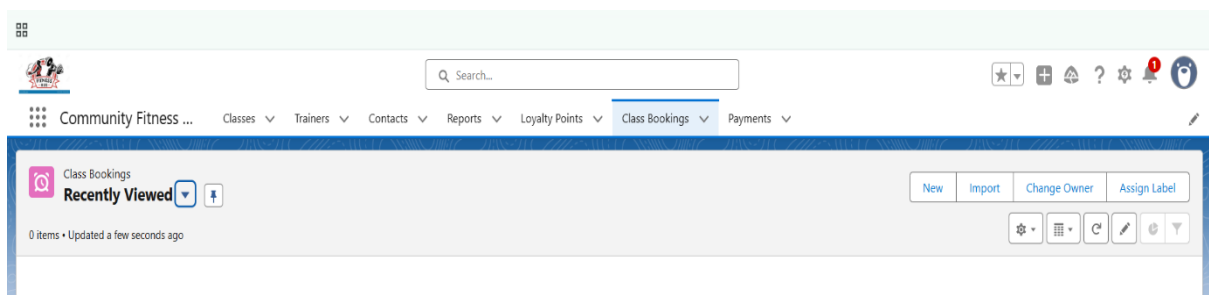 Search...
1
Community Fitness ... Classes Trainers Contacts Reports Loyalty Points Class Bookings Payments
Class Bookings
Recently Viewed
New Import Change Owner Assign Label
0 items • Updated a few seconds ago